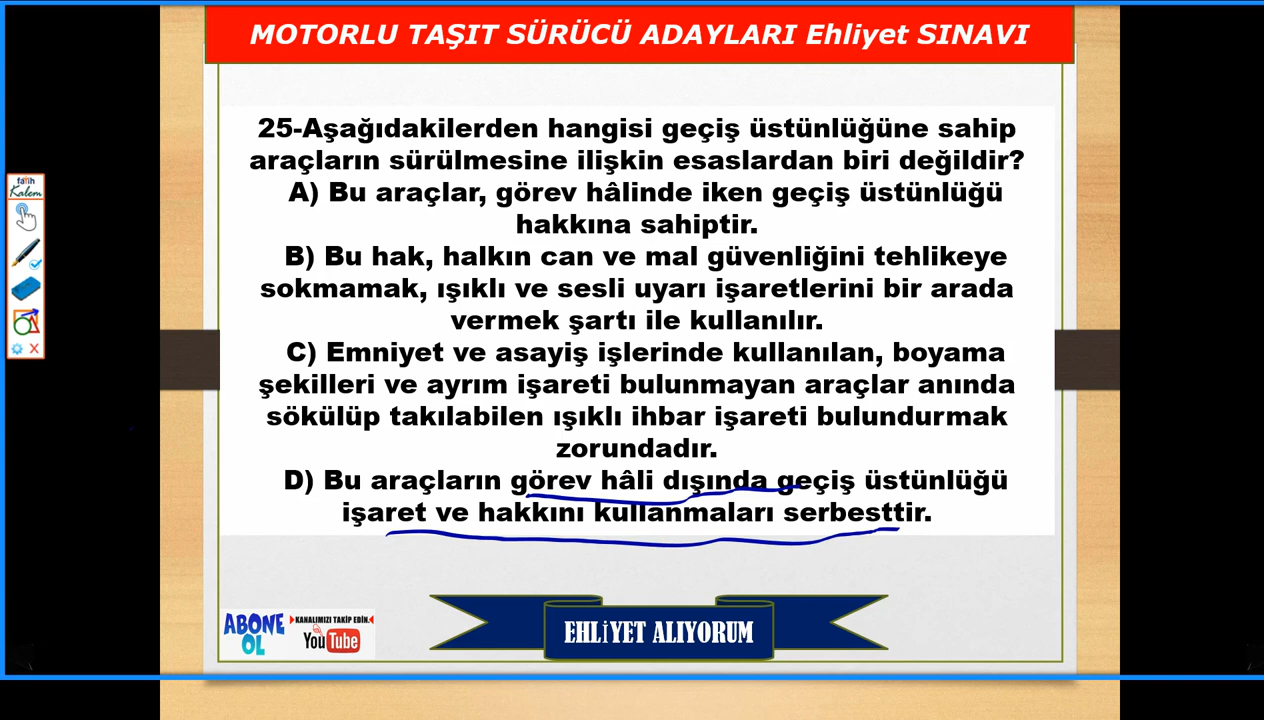 MOTORLU TAŞIT SÜRÜCÜ ADAYLARI Ehliyet SINAVI
fatih
Kalem
25-Aşağıdakilerden hangisi geçiş üstünlüğüne sahip
araçların sürülmesine ilişkin esaslardan biri değildir?
A) Bu araçlar, görev hâlinde iken geçiş üstünlüğü
hakkına sahiptir.
B) Bu hak, halkın can ve mal güvenliğini tehlikeye
sokmamak, ışıklı ve sesli uyarı işaretlerini bir arada
vermek şartı ile kullanılır.
C) Emniyet ve asayiş işlerinde kullanılan, boyama
şekilleri ve ayrım işareti bulunmayan araçlar anında
sökülüp takılabilen ışıklı ihbar işareti bulundurmak
zorundadır.
D) Bu araçların görev hâli dışında geçiş üstünlüğü
işaret ve hakkını kullanmaları serbesttir.
ABONE
OL
KANALIMIZI TAKİP EDİN.
YouTube
EHLİYET ALIYORUM